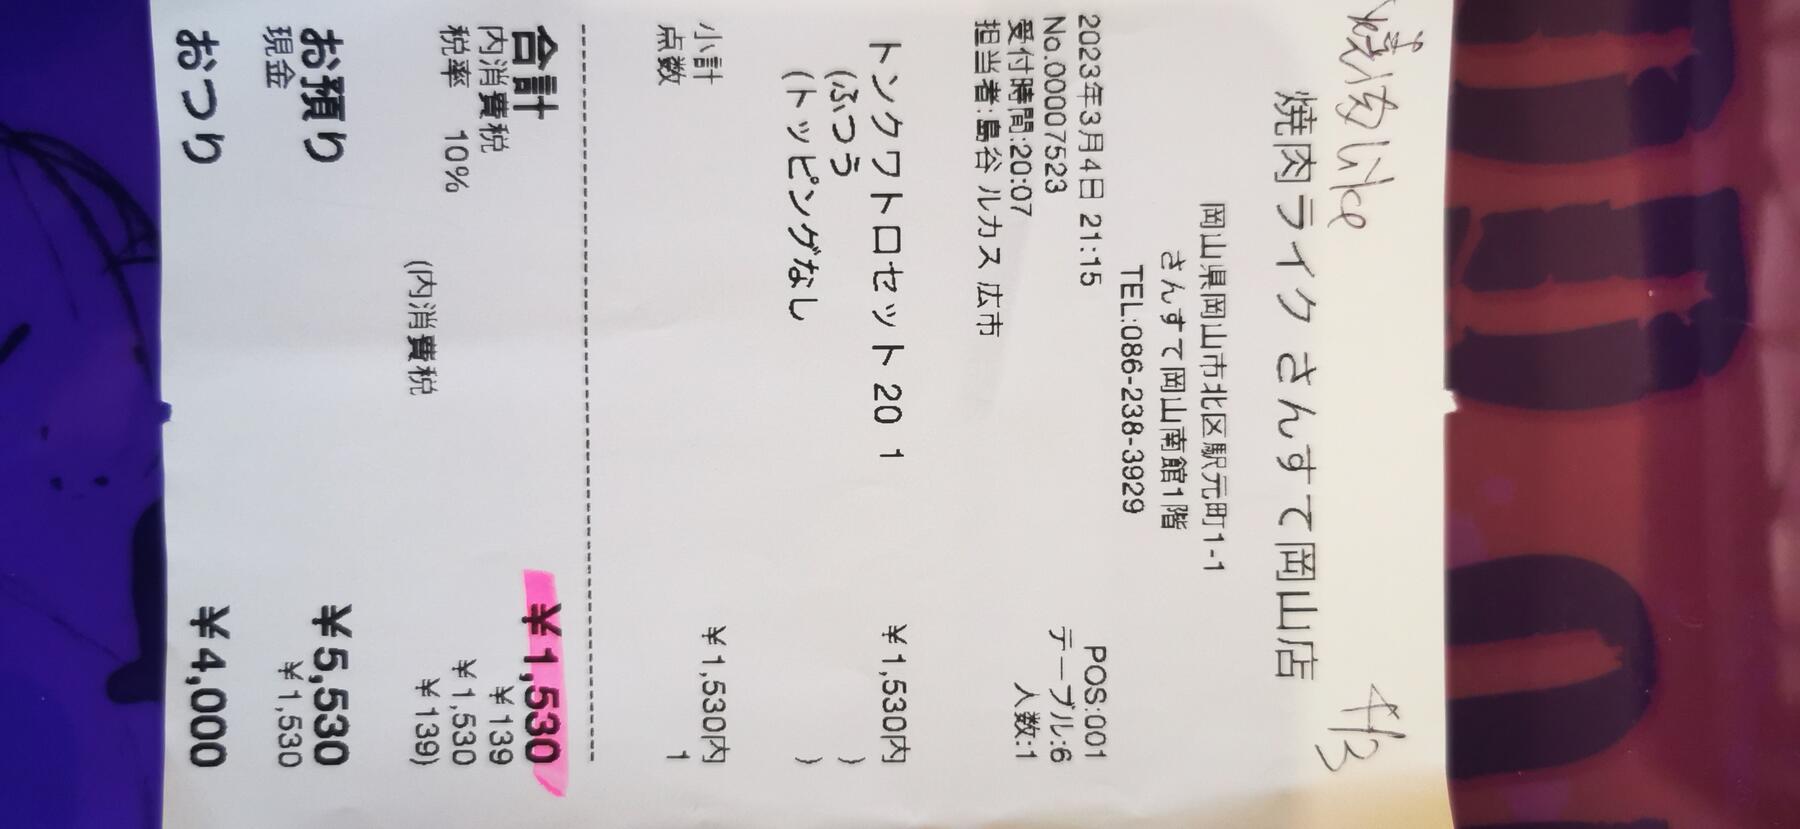 焼肉like 4/3
焼肉ライク さんすて岡山店
岡山県岡山市北区駅元町1-1
さんすて岡山南館1階
TEL:086-238-3929
2023年3月4日 21:15 POS:001
No.00007523 テーブル:6
受付時間:20:07 人数:1
担当者:島谷 ルカス 広市
トンクワトロセット 20 1 ¥1,530内
(ふつう )
(トッピングなし )
小計 ¥1,530内
点数 1
合計 ¥1,530
内消費税 ¥139
税率 10% ¥1,530
(内消費税 ¥139)
お預り ¥5,530
現金 ¥1,530
おつり ¥4,000